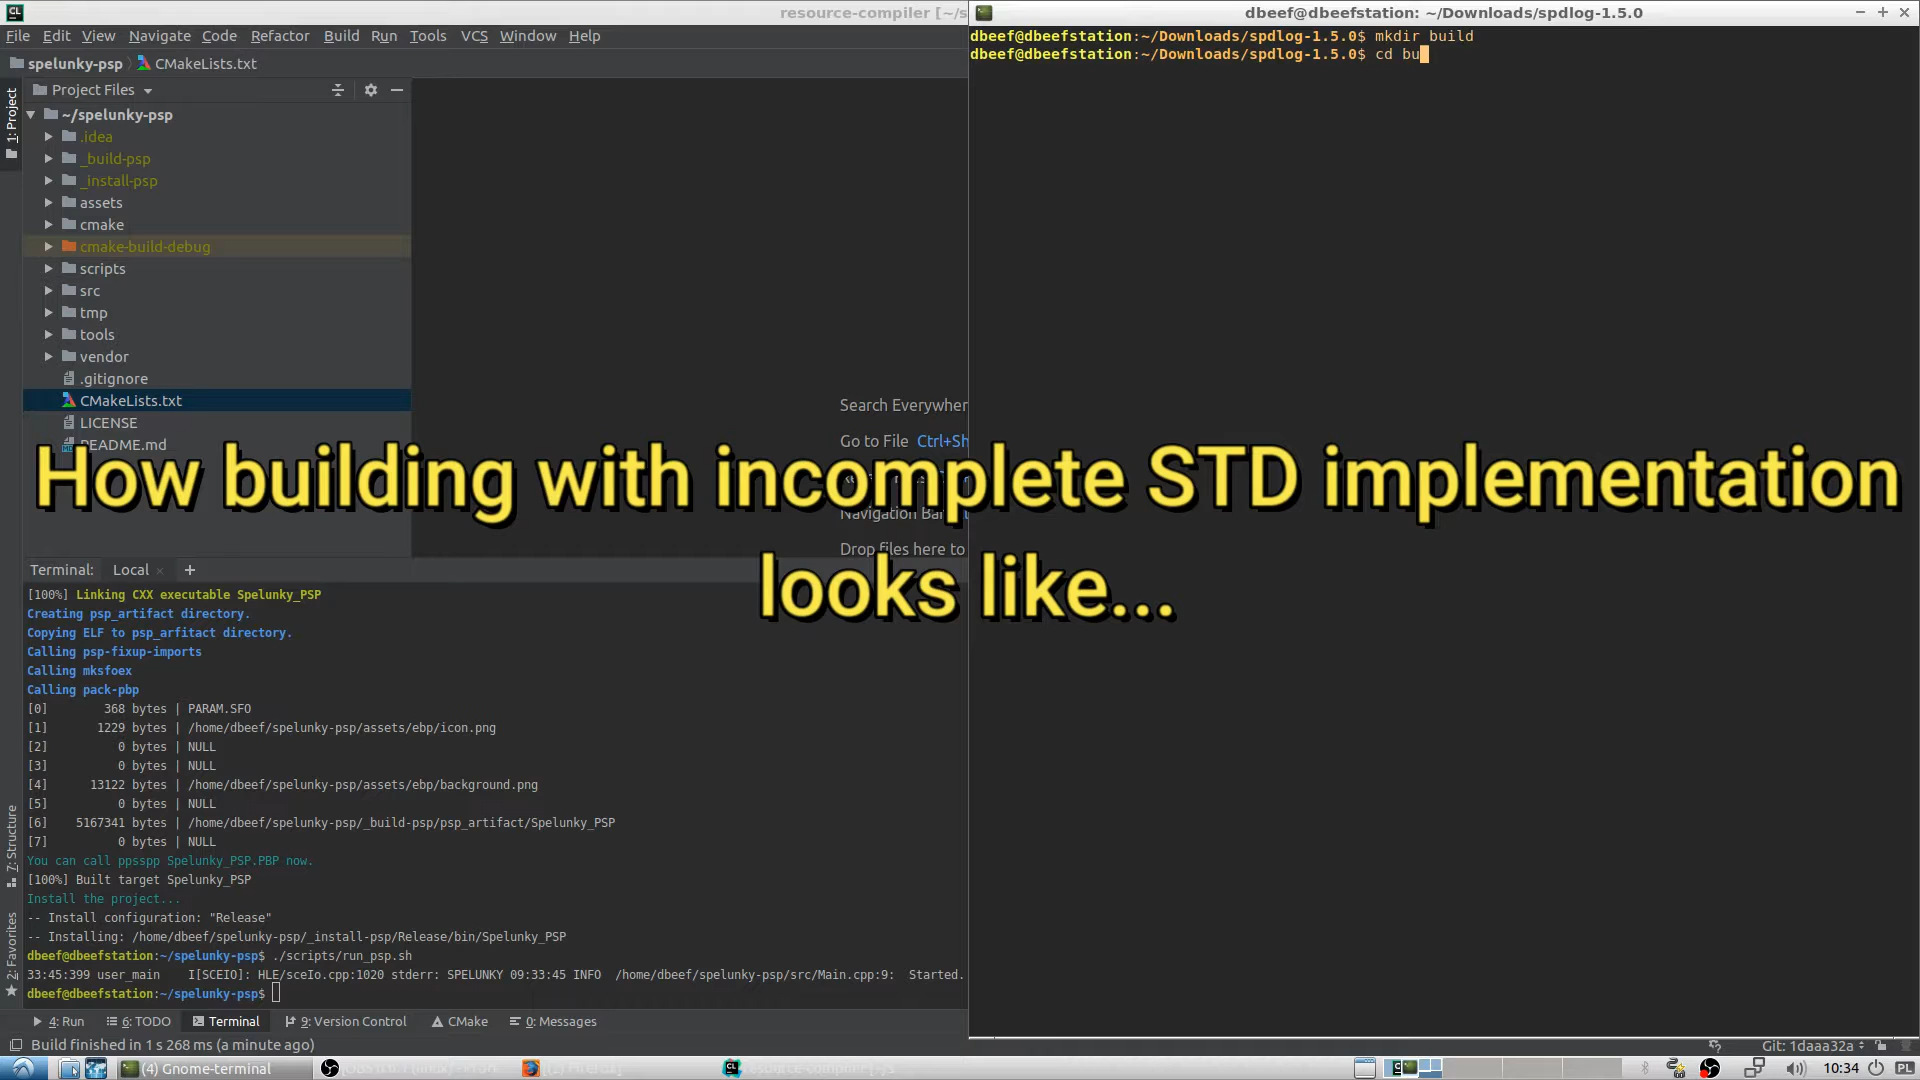 resource-compiler [~/s
dbeef@dbeefstation: ~/Downloads/spdlog-1.5.0
File Edit View Navigate Code Refactor Build Run Tools VCS Window Help
dbeef@dbeefstation:~/Downloads/spdlog-1.5.0$ mkdir build
dbeef@dbeefstation:~/Downloads/spdlog-1.5.0$ cd bu
spelunky-psp CMakeLists.txt
1: Project
Project Files
~/spelunky-psp
.idea
_build-psp
_install-psp
assets
cmake
cmake-build-debug
scripts
src
tmp
tools
vendor
.gitignore
CMakeLists.txt
LICENSE
README.md
Search Everywher
Go to File Ctrl+Sh
Navigation Bar
Drop files here to
How building with incomplete STD implementation
looks like...
Terminal: Local +
[100%] Linking CXX executable Spelunky_PSP
Creating psp_artifact directory.
Copying ELF to psp_arfitact directory.
Calling psp-fixup-imports
Calling mksfoex
Calling pack-pbp
[0] 368 bytes | PARAM.SFO
[1] 1229 bytes | /home/dbeef/spelunky-psp/assets/ebp/icon.png
[2] 0 bytes | NULL
[3] 0 bytes | NULL
[4] 13122 bytes | /home/dbeef/spelunky-psp/assets/ebp/background.png
[5] 0 bytes | NULL
[6] 5167341 bytes | /home/dbeef/spelunky-psp/_build-psp/psp_artifact/Spelunky_PSP
[7] 0 bytes | NULL
You can call ppsspp Spelunky_PSP.PBP now.
[100%] Built target Spelunky_PSP
Install the project...
-- Install configuration: "Release"
-- Installing: /home/dbeef/spelunky-psp/_install-psp/Release/bin/Spelunky_PSP
dbeef@dbeefstation:~/spelunky-psp$ ./scripts/run_psp.sh
33:45:399 user_main I[SCEIO]: HLE/sceIo.cpp:1020 stderr: SPELUNKY 09:33:45 INFO /home/dbeef/spelunky-psp/src/Main.cpp:9: Started.
dbeef@dbeefstation:~/spelunky-psp$
7: Structure
2: Favorites
4: Run 6: TODO Terminal 9: Version Control CMake 0: Messages
Build finished in 1 s 268 ms (a minute ago)
Git: 1daaa32a
(4) Gnome-terminal
10:34
PL